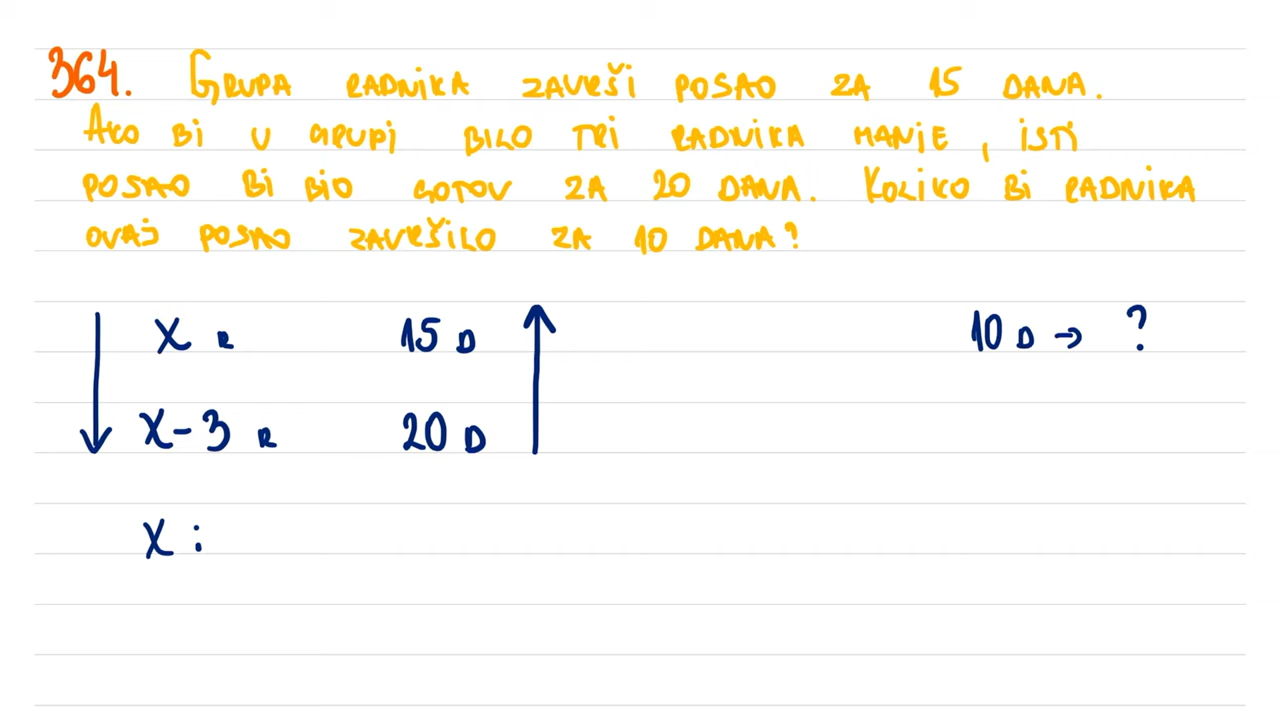 364. GRUPA RADNIKA ZAVRŠI POSAO ZA 15 DANA.
AKO BI U GRUPI BILO TRI RADNIKA MANJE, ISTI
POSAO BI BIO GOTOV ZA 20 DANA. KOLIKO BI RADNIKA
OVAJ POSAO ZAVRŠILO ZA 10 DANA?
x R 15 D 10 D → ?
x-3 R 20 D
x :